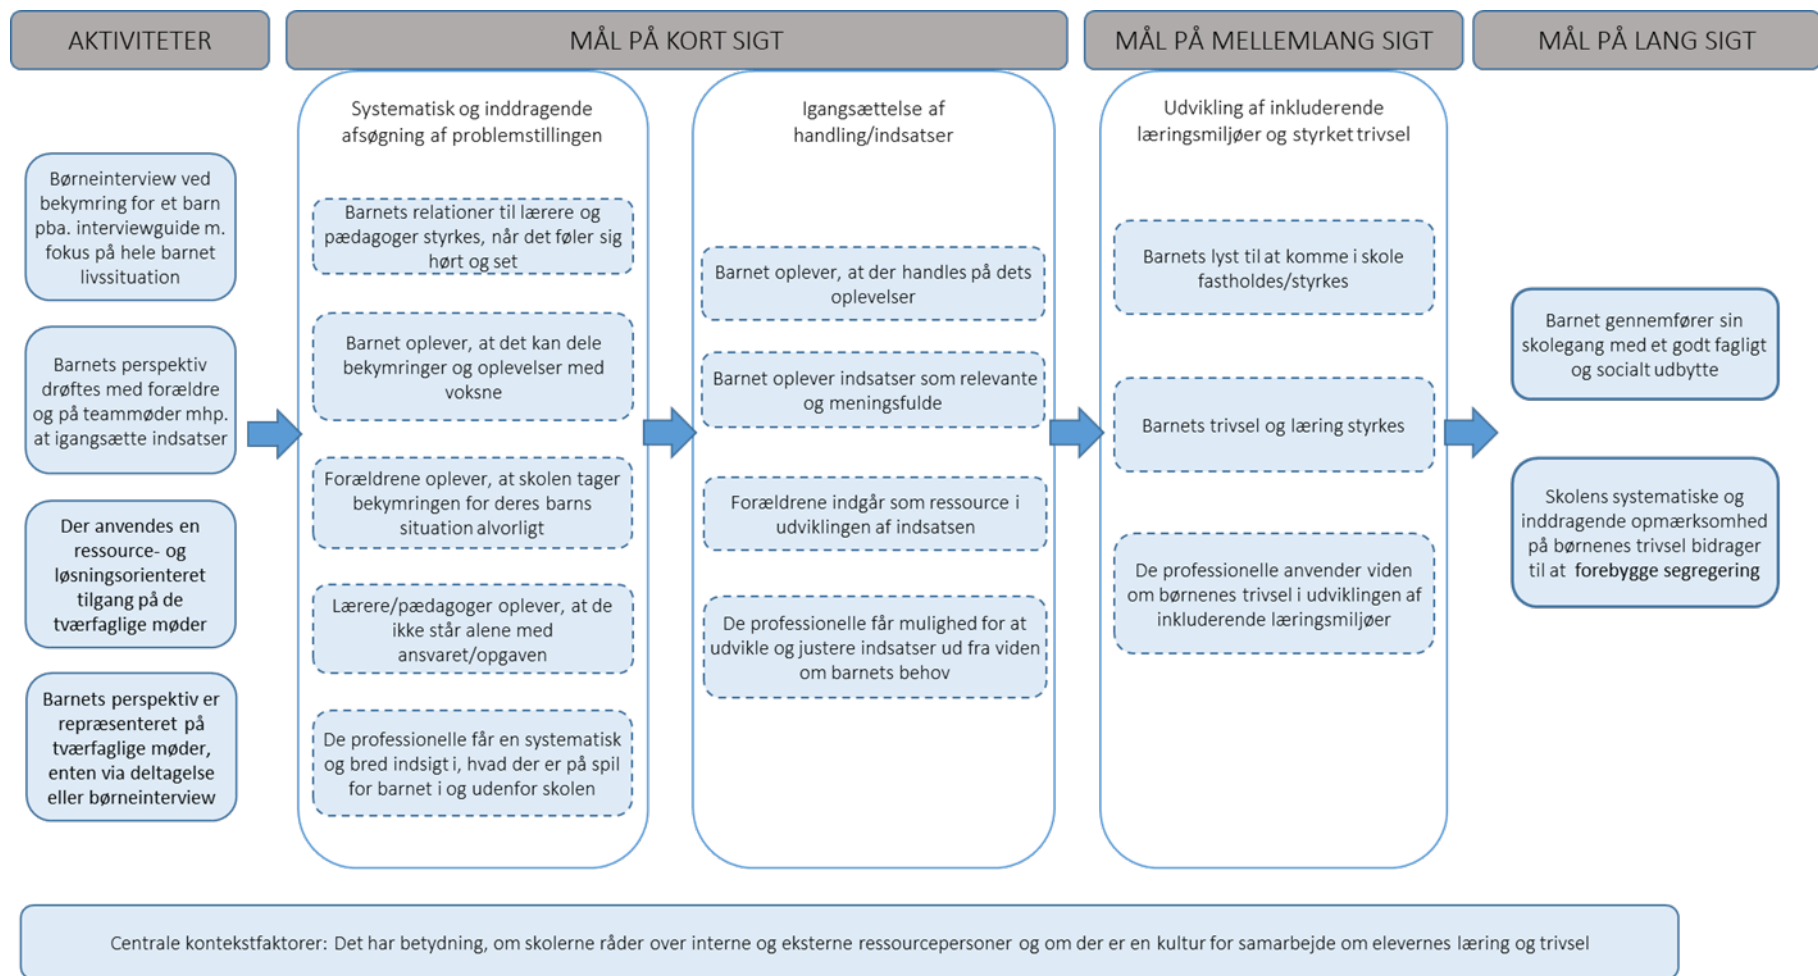 AKTIVITETER
MÅL PÅ KORT SIGT
MÅL PÅ MELLEMLANG SIGT
MÅL PÅ LANG SIGT
Børneinterview ved
bekymring for et barn
pba. interviewguide m.
fokus på hele barnet
livssituation
Barnets perspektiv
drøftes med forældre
og på teammøder mhp.
at igangsætte indsatser
Der anvendes en
ressource- og
løsningsorienteret
tilgang på de
tværfaglige møder
Barnets perspektiv er
repræsenteret på
tværfaglige møder,
enten via deltagelse
eller børneinterview
Systematisk og inddragende
afsøgning af problemstillingen
Barnets relationer til lærere og
pædagoger styrkes, når det føler sig
hørt og set
Barnet oplever, at det kan dele
bekymringer og oplevelser med
voksne
Forældrene oplever, at skolen tager
bekymringen for deres barns
situation alvorligt
Lærere/pædagoger oplever, at de
ikke står alene med
ansvaret/opgaven
De professionelle får en systematisk
og bred indsigt i, hvad der er på spil
for barnet i og udenfor skolen
Igangsættelse af
handling/indsatser
Barnet oplever, at der handles på dets
oplevelser
Barnet oplever indsatser som relevante
og meningsfulde
Forældrene indgår som ressource i
udviklingen af indsatsen
De professionelle får mulighed for at
udvikle og justere indsatser ud fra viden
om barnets behov
Udvikling af inkluderende
læringsmiljøer og styrket trivsel
Barnets lyst til at komme i skole
fastholdes/styrkes
Barnets trivsel og læring styrkes
De professionelle anvender viden
om børnenes trivsel i udviklingen af
inkluderende læringsmiljøer
Barnet gennemfører sin
skolegang med et godt fagligt
og socialt udbytte
Skolens systematiske og
inddragende opmærksomhed
på børnenes trivsel bidrager
til at forebygge segregering
Centrale kontekstfaktorer: Det har betydning, om skolerne råder over interne og eksterne ressourcepersoner og om der er en kultur for samarbejde om elevernes læring og trivsel